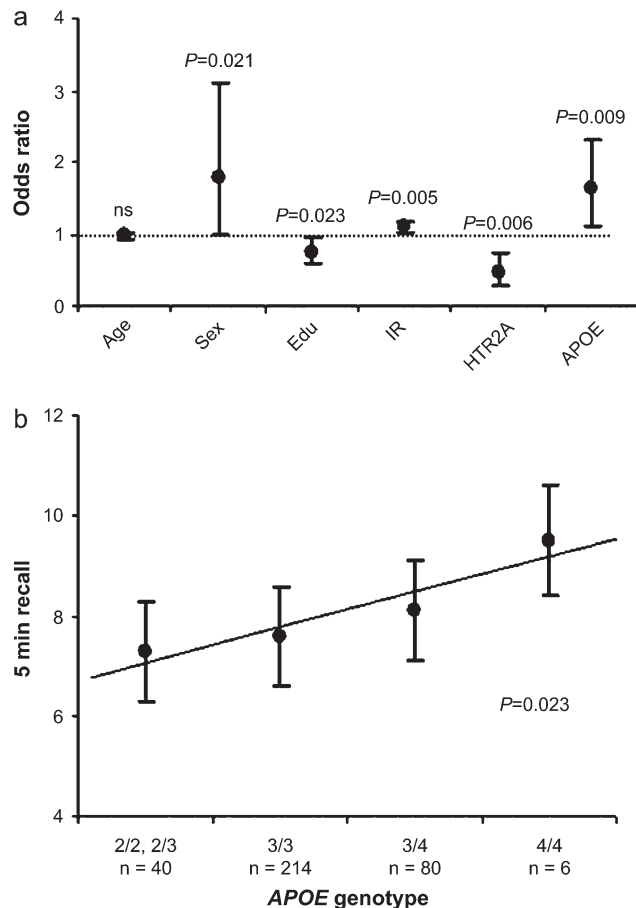 a
Odds ratio
4
3
2
1
0
ns
P=0.021
P=0.023
P=0.005
P=0.006
P=0.009
Age
Sex
Edu
IR
HTR2A
APOE
b
5 min recall
12
10
8
6
4
P=0.023
2/2, 2/3
n = 40
3/3
n = 214
3/4
n = 80
4/4
n = 6
APOE genotype